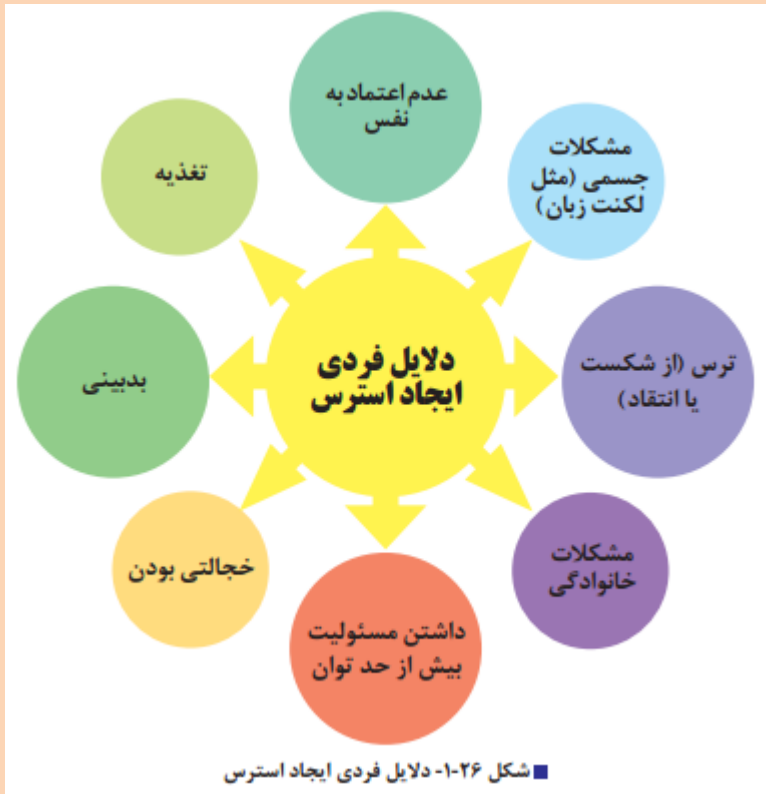 عدم اعتماد به
نفس
مشکلات
جسمی (مثل
لکنت زبان)
ترس (از شکست
یا انتقاد)
مشکلات
خانوادگی
داشتن مسئولیت
بیش از حد توان
خجالتی بودن
بدبینی
تغذیه
دلایل فردی
ایجاد استرس
شکل ۲۶-۱- دلایل فردی ایجاد استرس